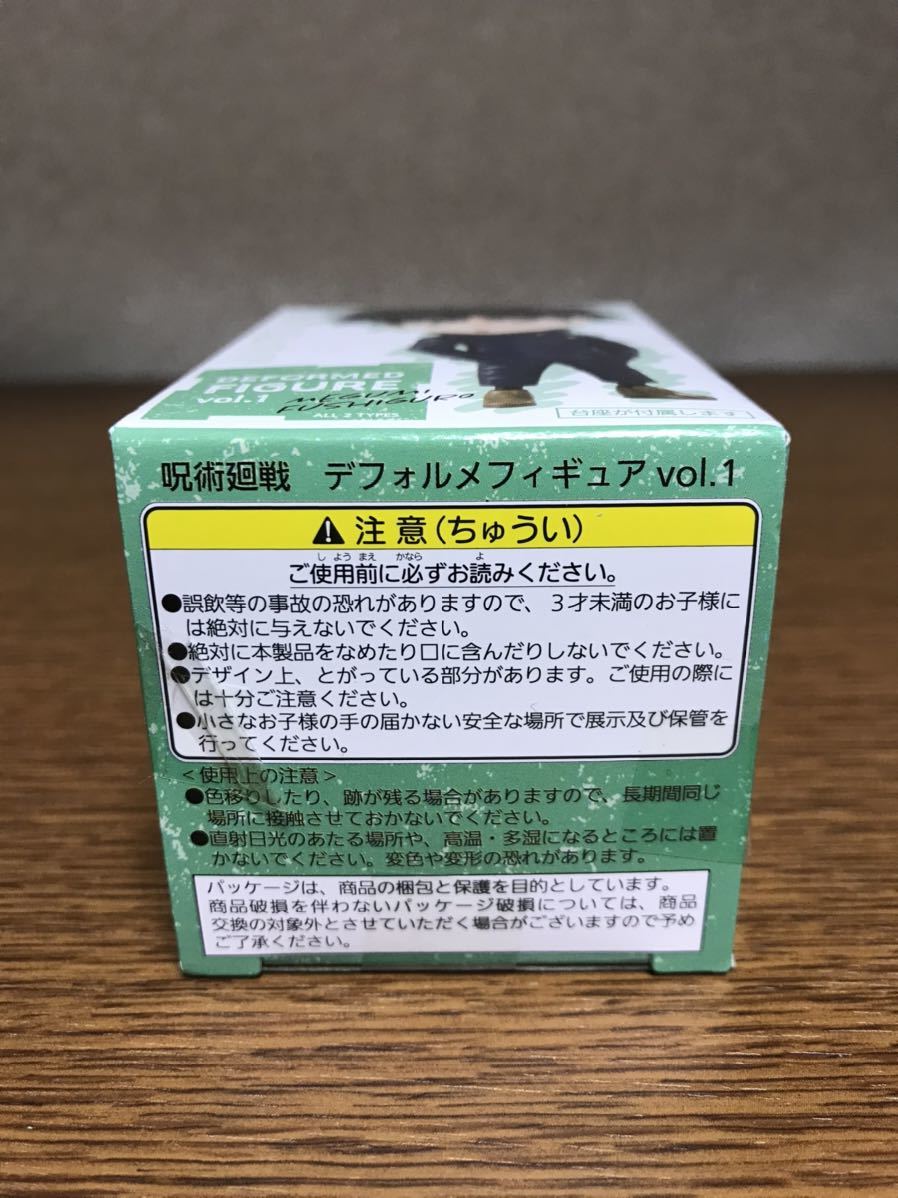 DEFORMED
FIGURE
vol.1
MEGUMI
FUSHIGURO
ALL 2 TYPES
台座が付属します
呪術廻戦 デフォルメフィギュア vol.1
注意(ちゅうい)
しようまえ かなら よ
ご使用前に必ずお読みください。
●誤飲等の事故の恐れがありますので、3才未満のお子様に
は絶対に与えないでください。
●絶対に本製品をなめたり口に含んだりしないでください。
●デザイン上、とがっている部分があります。ご使用の際に
は十分ご注意ください。
●小さなお子様の手の届かない安全な場所で展示及び保管を
行ってください。
<使用上の注意>
●色移りしたり、跡が残る場合がありますので、長期間同じ
場所に接触させておかないでください。
●直射日光のあたる場所や、高温・多湿になるところには置
かないでください。変色や変形の恐れがあります。
パッケージは、商品の梱包と保護を目的としています。
商品破損を伴わないパッケージ破損については、商品
交換の対象外とさせていただく場合がございますので予め
ご了承ください。